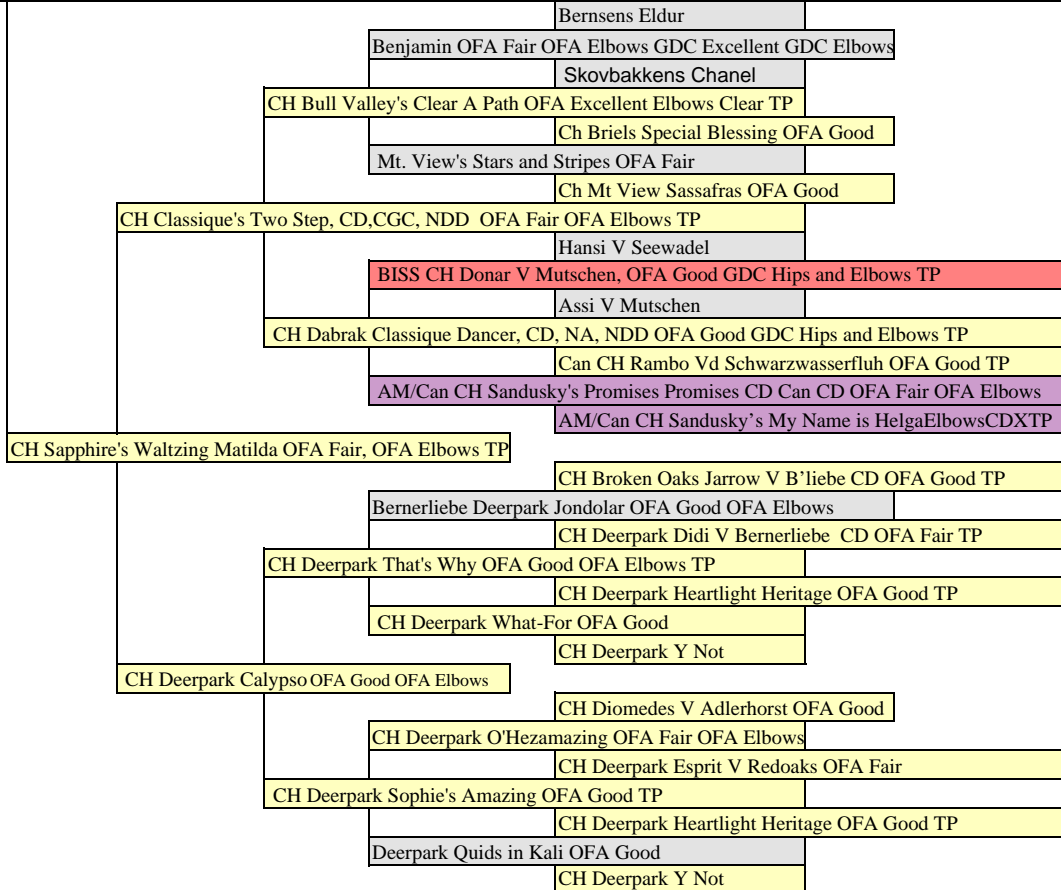 Bernsens Eldur
Benjamin OFA Fair OFA Elbows GDC Excellent GDC Elbows
Skovbakkens Chanel
CH Bull Valley's Clear A Path OFA Excellent Elbows Clear TP
Ch Briels Special Blessing OFA Good
Mt. View's Stars and Stripes OFA Fair
Ch Mt View Sassafras OFA Good
CH Classique's Two Step, CD,CGC, NDD OFA Fair OFA Elbows TP
Hansi V Seewadel
BISS CH Donar V Mutschen, OFA Good GDC Hips and Elbows TP
Assi V Mutschen
CH Dabrak Classique Dancer, CD, NA, NDD OFA Good GDC Hips and Elbows TP
Can CH Rambo Vd Schwarzwasserfluh OFA Good TP
AM/Can CH Sandusky's Promises Promises CD Can CD OFA Fair OFA Elbows
AM/Can CH Sandusky’s My Name is HelgaElbowsCDXTP
CH Sapphire's Waltzing Matilda OFA Fair, OFA Elbows TP
CH Broken Oaks Jarrow V B’liebe CD OFA Good TP
Bernerliebe Deerpark Jondolar OFA Good OFA Elbows
CH Deerpark Didi V Bernerliebe CD OFA Fair TP
CH Deerpark That's Why OFA Good OFA Elbows TP
CH Deerpark Heartlight Heritage OFA Good TP
CH Deerpark What-For OFA Good
CH Deerpark Y Not
CH Deerpark Calypso OFA Good OFA Elbows
CH Diomedes V Adlerhorst OFA Good
CH Deerpark O'Hezamazing OFA Fair OFA Elbows
CH Deerpark Esprit V Redoaks OFA Fair
CH Deerpark Sophie's Amazing OFA Good TP
CH Deerpark Heartlight Heritage OFA Good TP
Deerpark Quids in Kali OFA Good
CH Deerpark Y Not